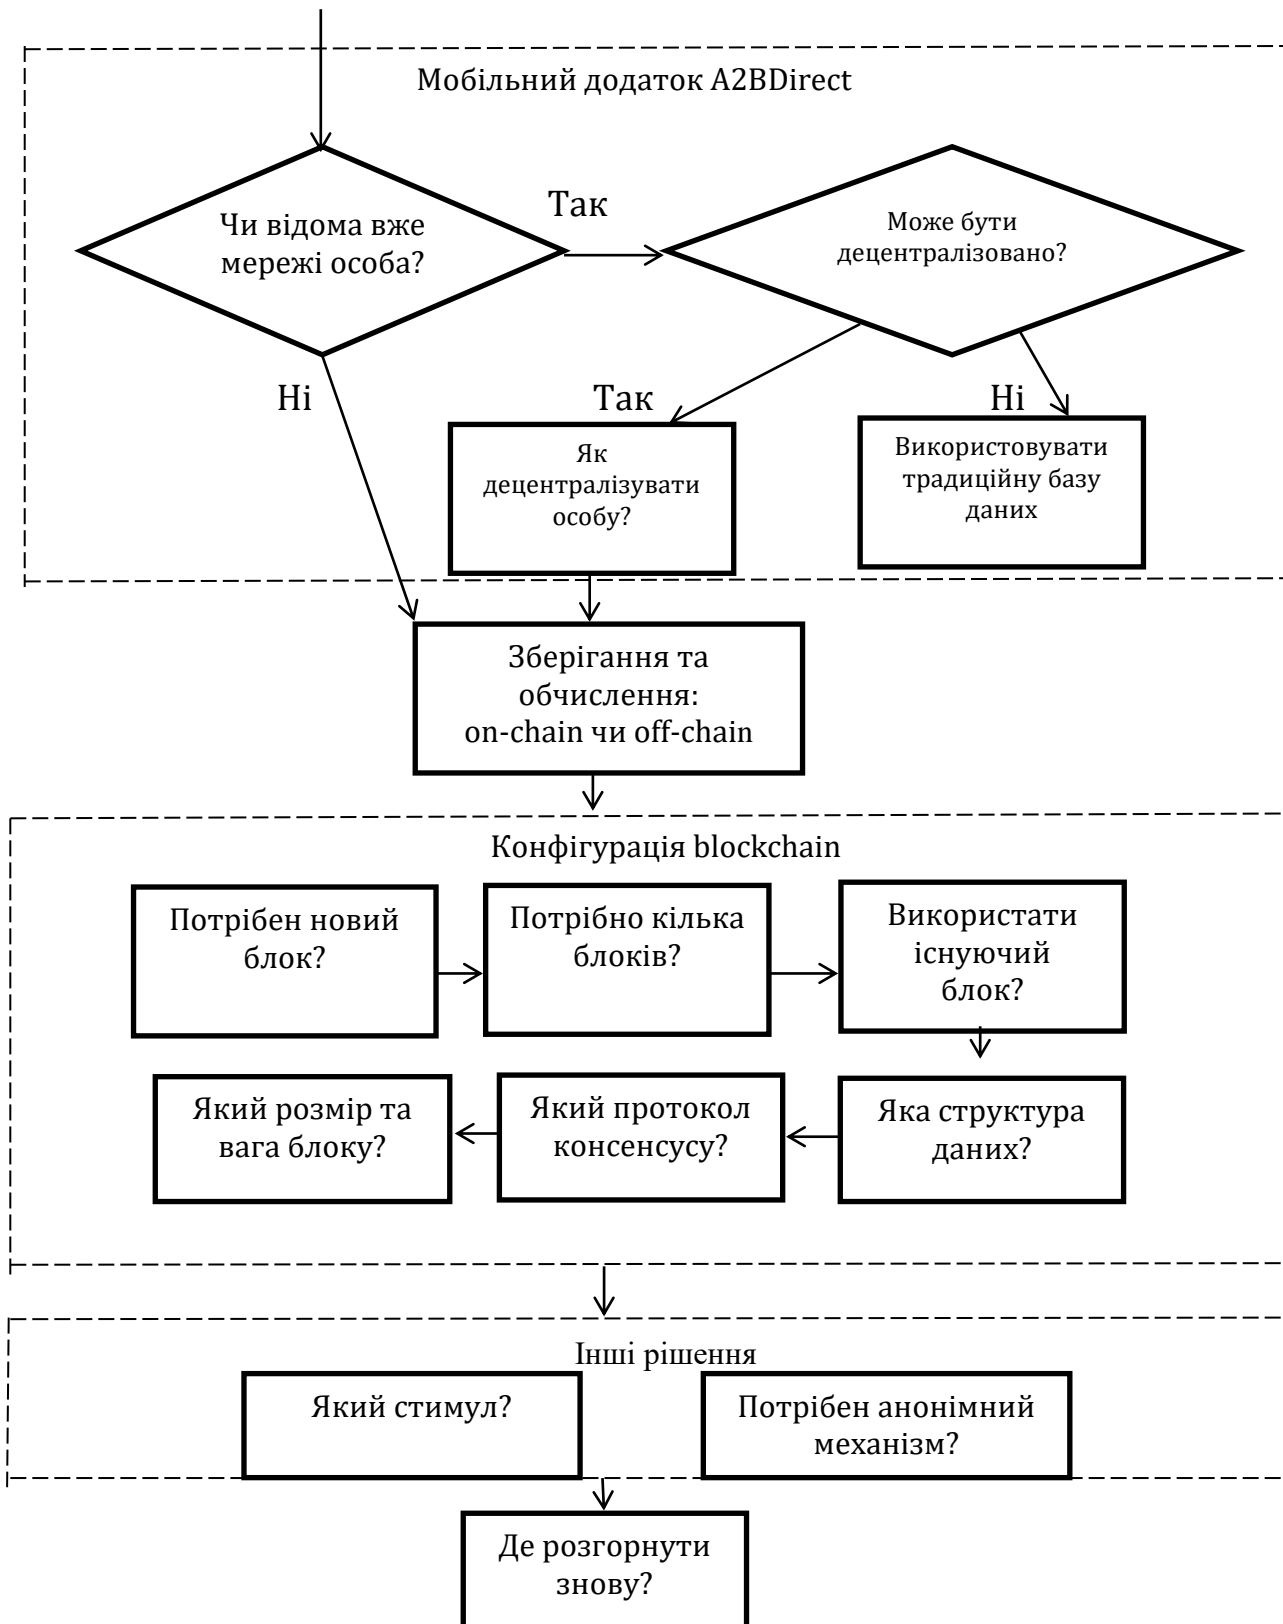 Мобільний додаток A2BDirect
Чи відома вже
мережі особа?
Так
Може бути
децентралізовано?
Ні
Так
Ні
Як
децентралізувати
особу?
Використовувати
традиційну базу
даних
Зберігання та
обчислення:
on-chain чи off-chain
Конфігурація blockchain
Потрібен новий
блок?
Потрібно кілька
блоків?
Використати
існуючий
блок?
Який розмір та
вага блоку?
Який протокол
консенсусу?
Яка структура
даних?
Інші рішення
Який стимул?
Потрібен анонімний
механізм?
Де розгорнути
знову?